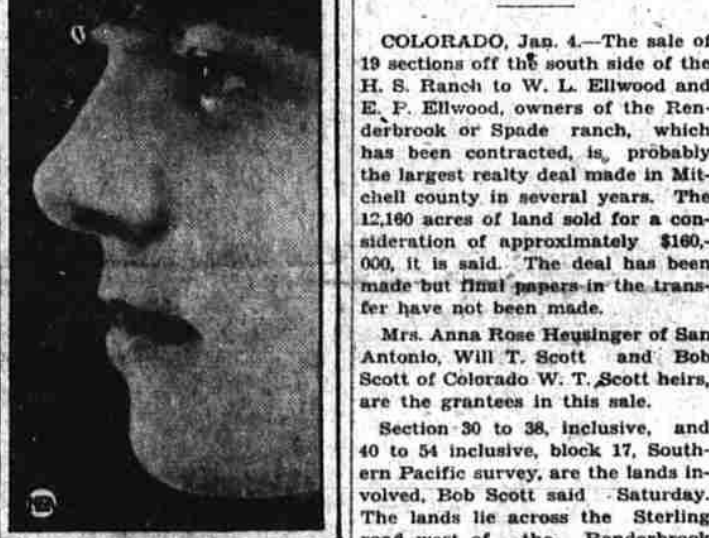 COLORADO, Jan. 4.—The sale of
19 sections off the south side of the
H. S. Ranch to W. L. Ellwood and
E. P. Ellwood, owners of the Ren-
derbrook or Spade ranch, which
has been contracted, is, probably
the largest realty deal made in Mit-
chell county in several years. The
12,160 acres of land sold for a con-
sideration of approximately $160,-
000, it is said. The deal has been
made but final papers in the trans-
fer have not been made.
Mrs. Anna Rose Heusinger of San
Antonio, Will T. Scott and Bob
Scott of Colorado W. T. Scott heirs,
are the grantees in this sale.
Section 30 to 38, inclusive, and
40 to 54 inclusive, block 17, South-
ern Pacific survey, are the lands in-
volved, Bob Scott said Saturday.
The lands lie across the Sterling
road west of the Renderbrook